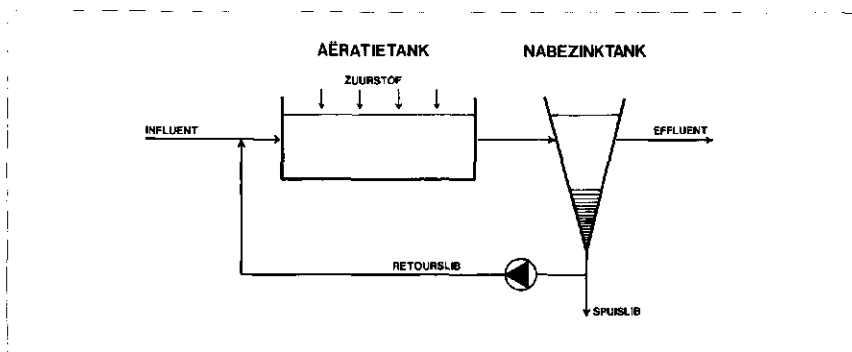 AËRATIETANK
NABEZINKTANK
ZUURSTOF
INFLUENT
EFFLUENT
RETOURSLIB
SPUISLIB